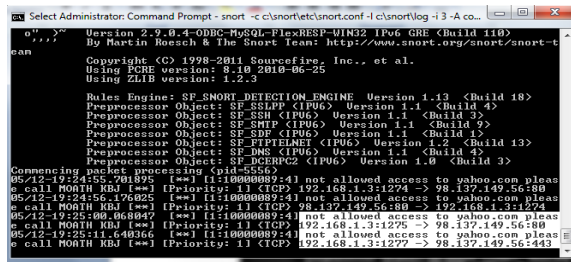 Select Administrator: Command Prompt - snort -c c:\snort\etc\snort.conf -l c:\snort\log -i 3 -A co...
o"  )~   Version 2.9.0.4-ODBC-MySQL-FlexRESP-WIN32 IPv6 GRE (Build 110)
''''    By Martin Roesch & The Snort Team: http://www.snort.org/snort/snort-t
eam
Copyright (C) 1998-2011 Sourcefire, Inc., et al.
Using PCRE version: 8.10 2010-06-25
Using ZLIB version: 1.2.3
Rules Engine: SF_SNORT_DETECTION_ENGINE  Version 1.13  <Build 18>
Preprocessor Object: SF_SSLPP (IPV6)  Version 1.1  <Build 4>
Preprocessor Object: SF_SSH (IPV6)  Version 1.1  <Build 3>
Preprocessor Object: SF_SMTP (IPV6)  Version 1.1  <Build 9>
Preprocessor Object: SF_SDF (IPV6)  Version 1.1  <Build 1>
Preprocessor Object: SF_FTPTELNET (IPV6)  Version 1.2  <Build 13>
Preprocessor Object: SF_DNS (IPV6)  Version 1.1  <Build 4>
Preprocessor Object: SF_DCERPC2 (IPV6)  Version 1.0  <Build 3>
Commencing packet processing (pid=5556)
05/12-19:24:55.701895  [**] [1:10000089:4] not allowed access to yahoo.com pleas
e call MOATH KBJ [**] [Priority: 1] {TCP} 192.168.1.3:1274 -> 98.137.149.56:80
05/12-19:24:56.176025  [**] [1:10000089:4] not allowed access to yahoo.com pleas
e call MOATH KBJ [**] [Priority: 1] {TCP} 98.137.149.56:80 -> 192.168.1.3:1274
05/12-19:25:00.068047  [**] [1:10000089:4] not allowed access to yahoo.com pleas
e call MOATH KBJ [**] [Priority: 1] {TCP} 192.168.1.3:1275 -> 98.137.149.56:80
05/12-19:25:11.640366  [**] [1:10000089:4] not allowed access to yahoo.com pleas
e call MOATH KBJ [**] [Priority: 1] {TCP} 192.168.1.3:1277 -> 98.137.149.56:443